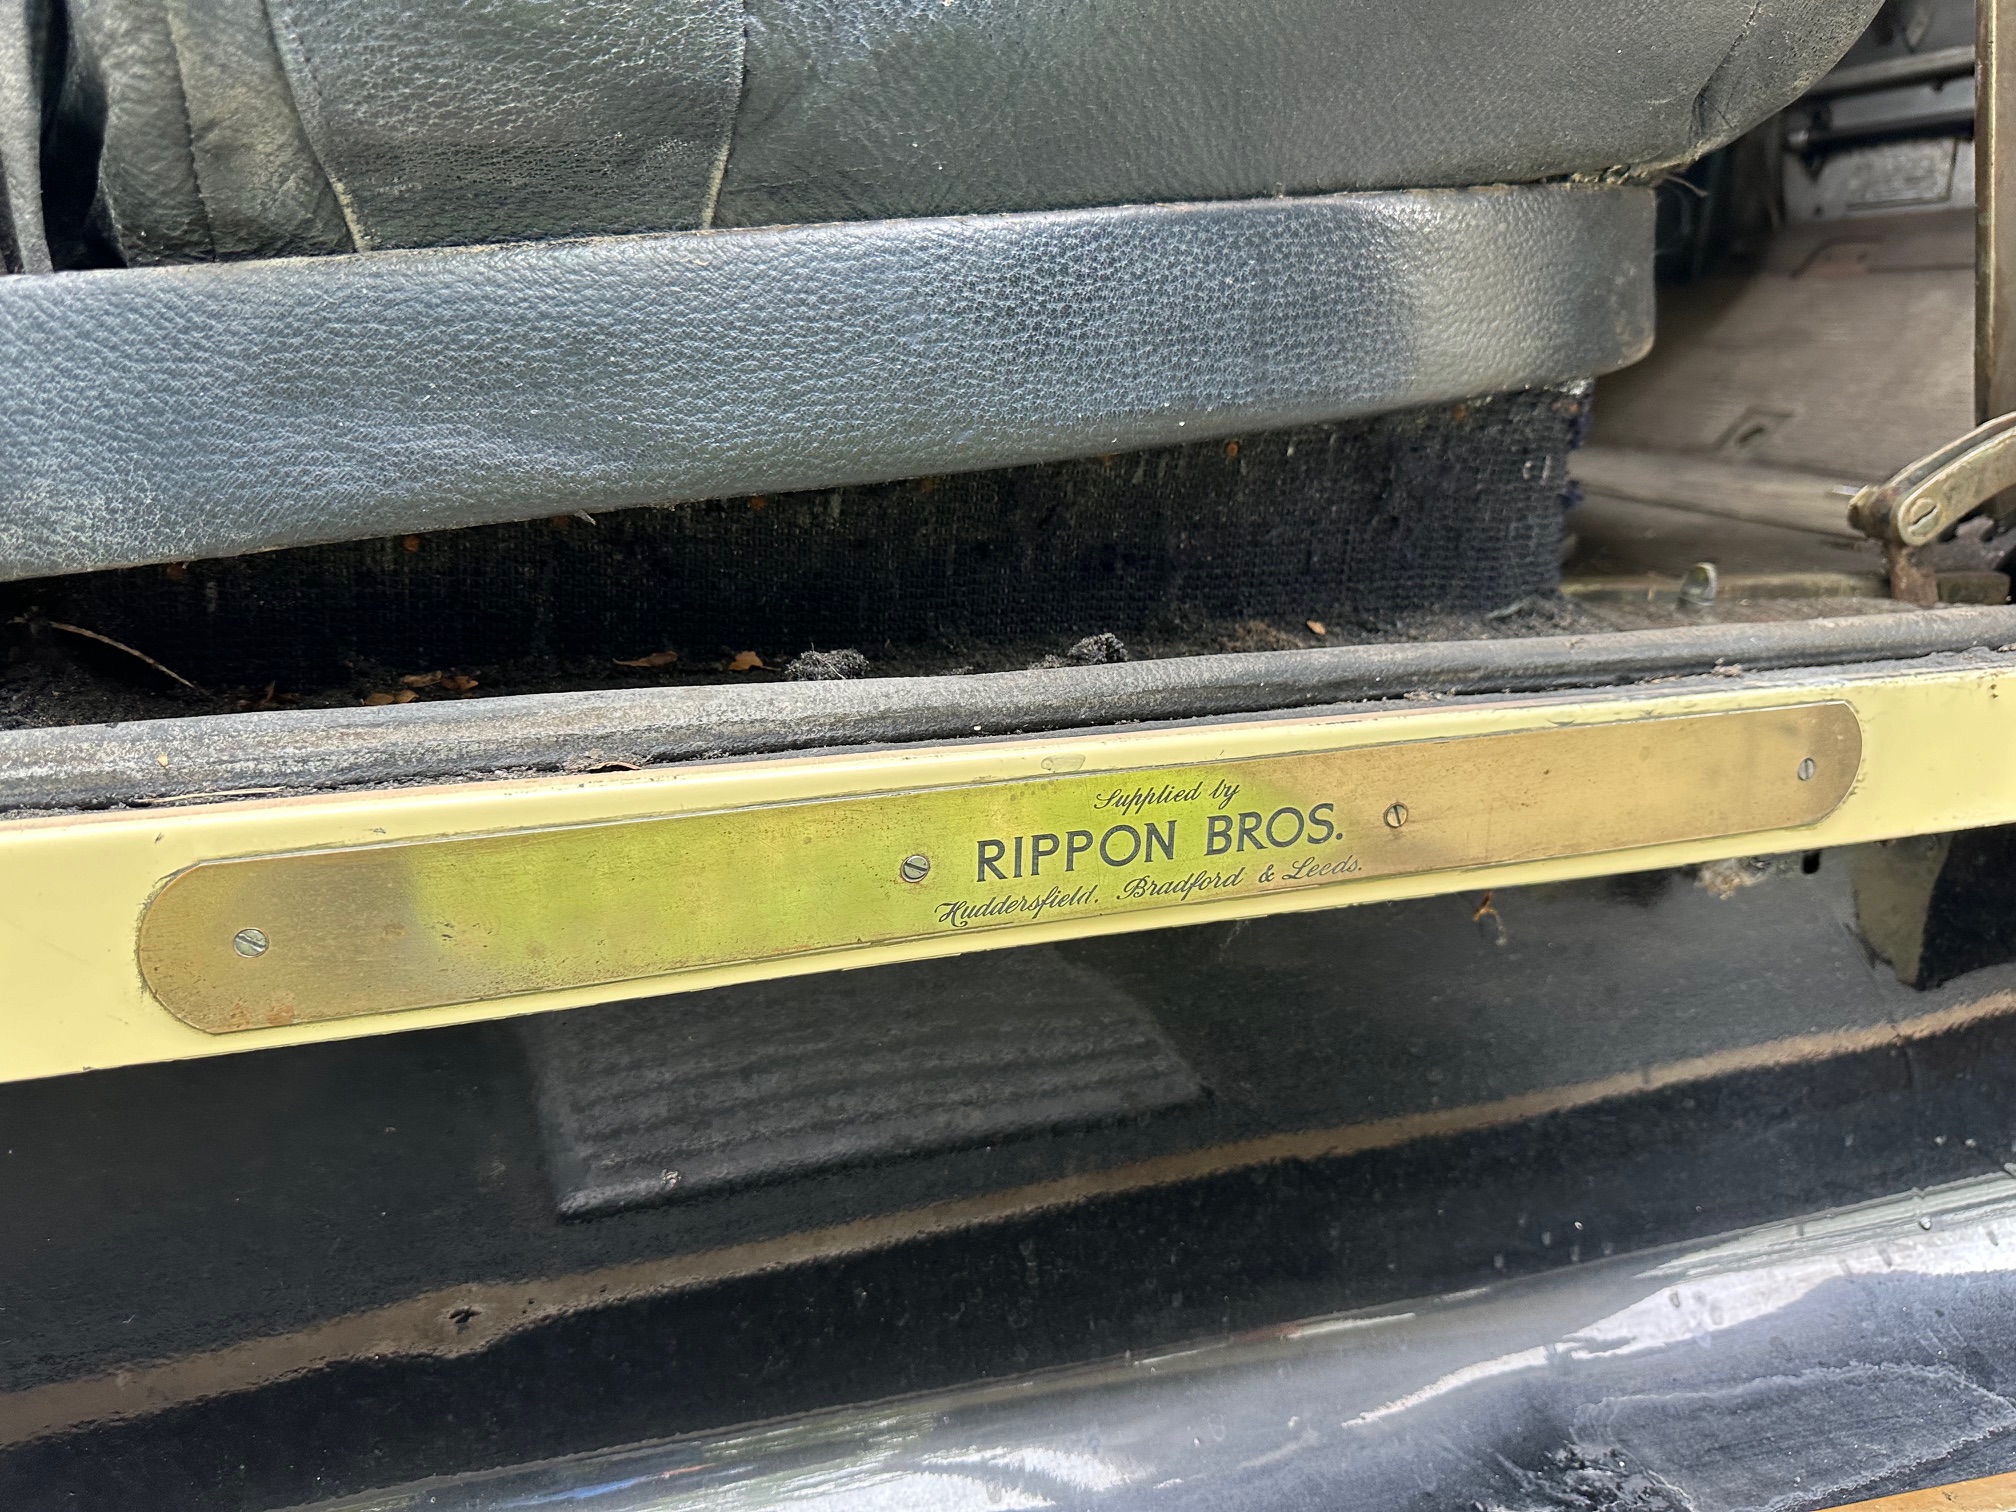 Supplied by
RIPPON BROS.
Huddersfield. Bradford & Leeds.